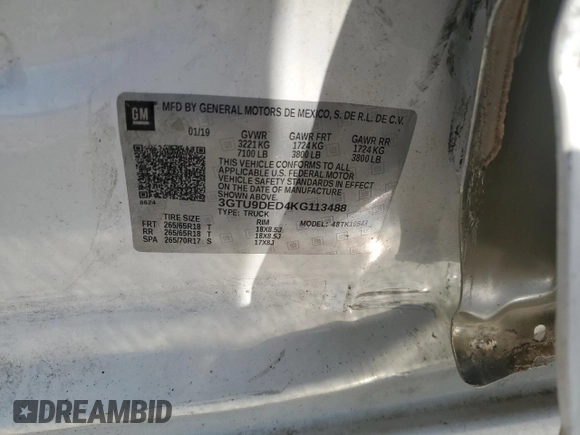 GM MFD BY GENERAL MOTORS DE MEXICO, S. DE R.L. DE C.V.
01/19 GVWR GAWR FRT GAWR RR
3221 KG 1724 KG 1724 KG
7100 LB 3800 LB 3800 LB
THIS VEHICLE CONFORMS TO ALL
APPLICABLE U.S. FEDERAL MOTOR
VEHICLE SAFETY STANDARDS IN EFFECT
ON THE DATE OF MANUFACTURE SHOWN ABOVE.
3GTU9DED4KG113488
TYPE: TRUCK MODEL:
TIRE SIZE RIM
FRT 265/65R18 T 18X8.5J
RR 265/65R18 T 18X8.5J
SPA 265/70R17 S 17X8J
DREAMBID